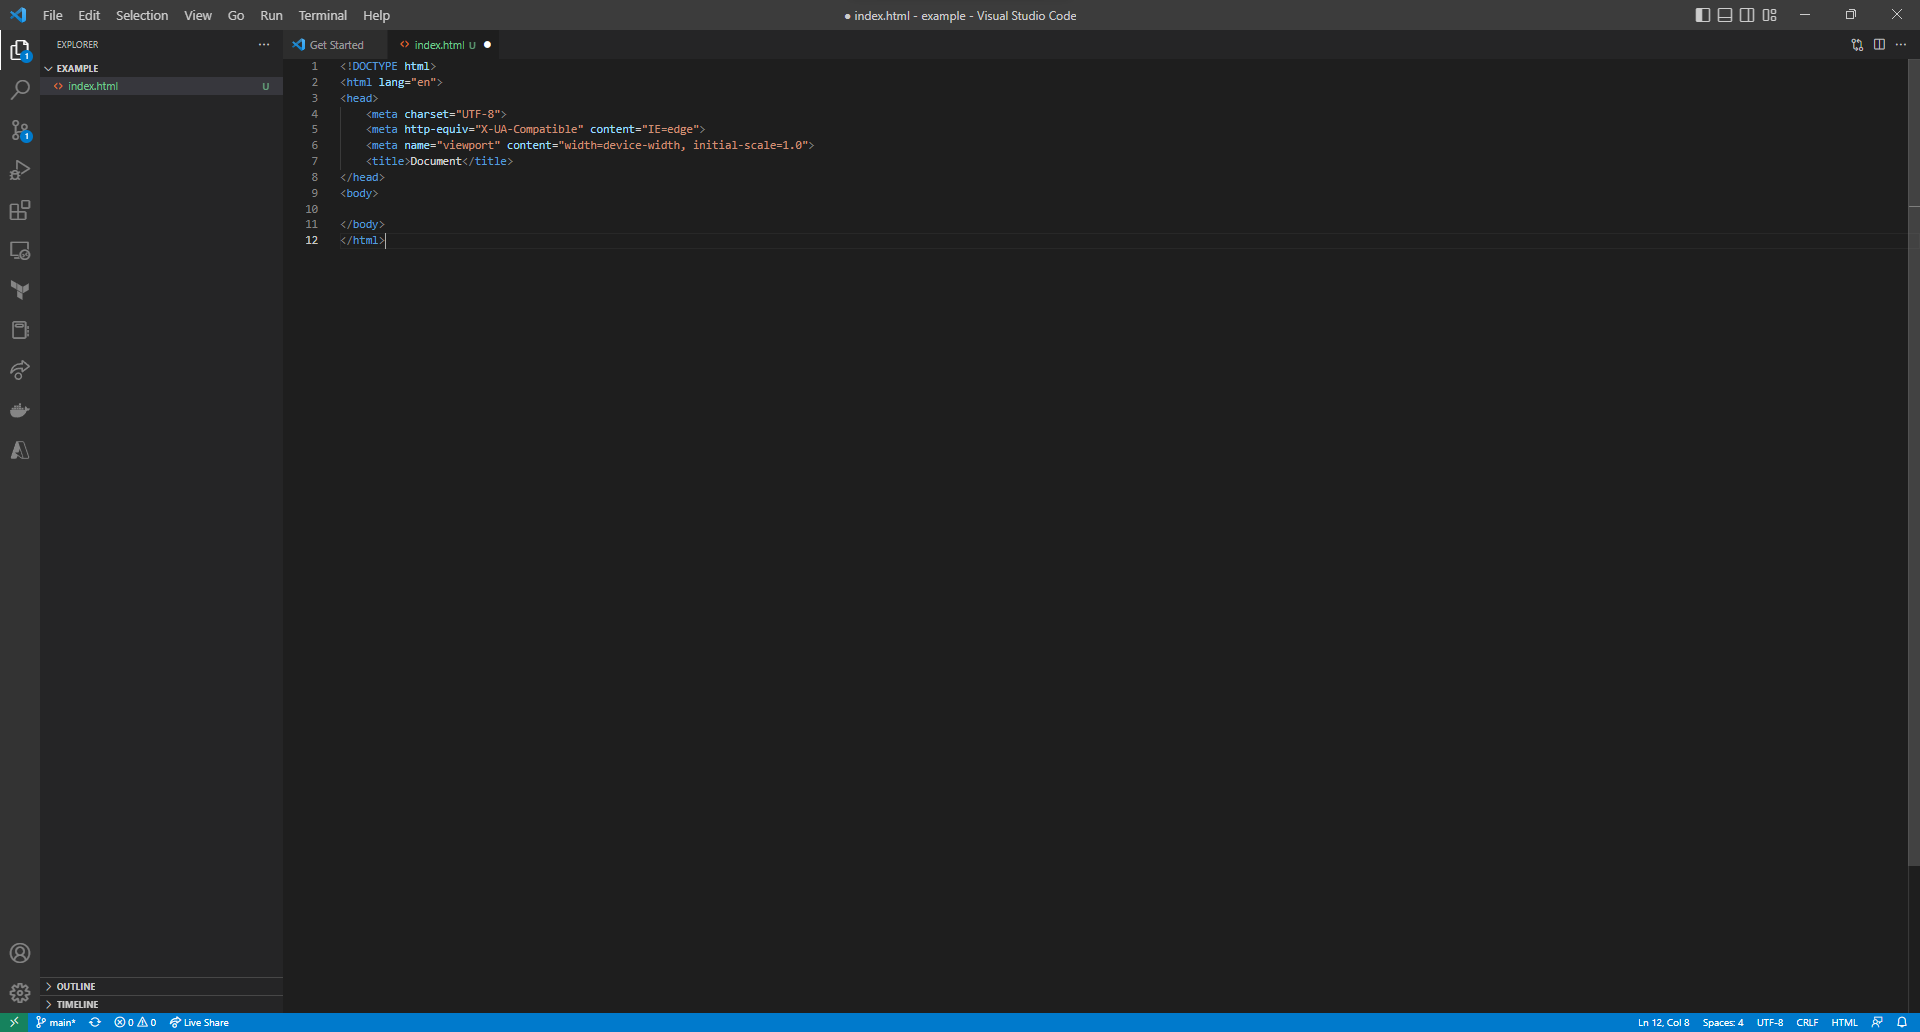 File Edit Selection View Go Run Terminal Help
● index.html - example - Visual Studio Code
EXPLORER
Get Started
index.html U
EXAMPLE
index.html U
1
1
1 <!DOCTYPE html>
2 <html lang="en">
3 <head>
4 <meta charset="UTF-8">
5 <meta http-equiv="X-UA-Compatible" content="IE=edge">
6 <meta name="viewport" content="width=device-width, initial-scale=1.0">
7 <title>Document</title>
8 </head>
9 <body>
10
11 </body>
12 </html>
OUTLINE
TIMELINE
main* 0 0 Live Share
Ln 12, Col 8 Spaces: 4 UTF-8 CRLF HTML